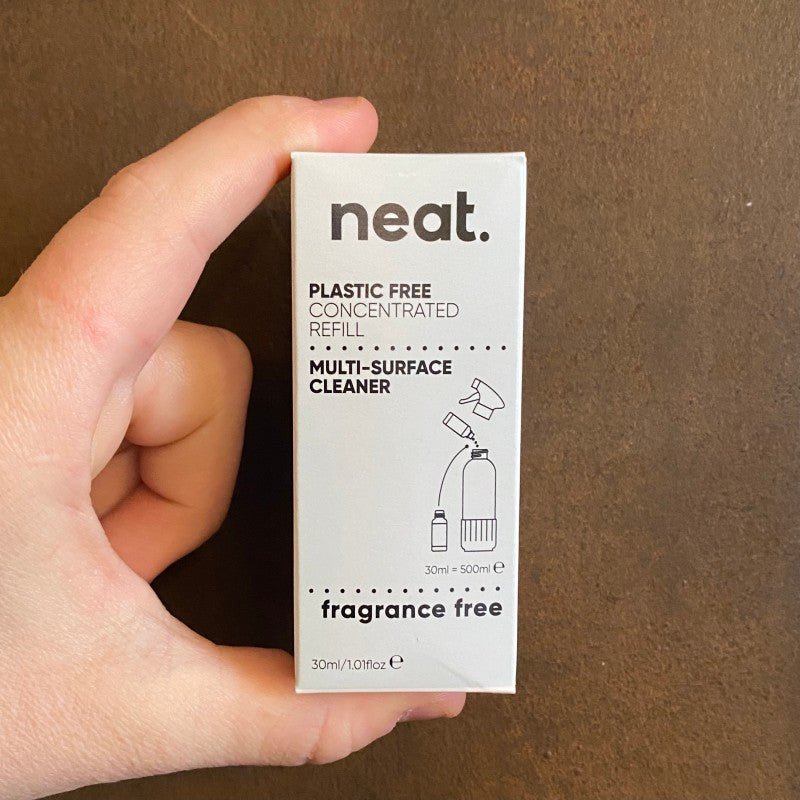 neat.
PLASTIC FREE
CONCENTRATED
REFILL
MULTI-SURFACE
CLEANER
30ml = 500ml ℮
fragrance free
30ml/1.01floz ℮